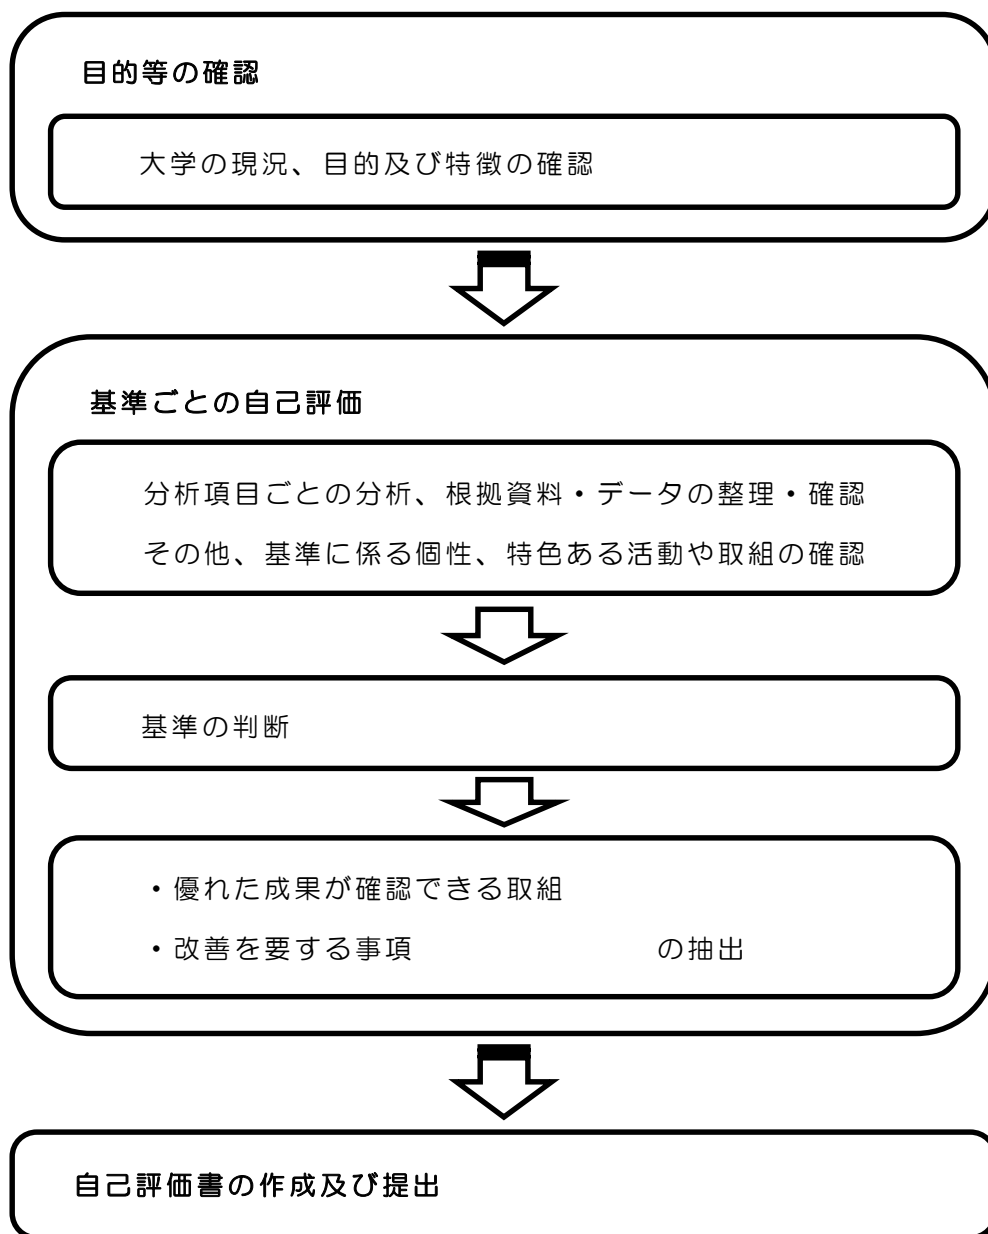 目的等の確認
大学の現況、目的及び特徴の確認
基準ごとの自己評価
分析項目ごとの分析、根拠資料・データの整理・確認
その他、基準に係る個性、特色ある活動や取組の確認
基準の判断
・優れた成果が確認できる取組
・改善を要する事項 の抽出
自己評価書の作成及び提出